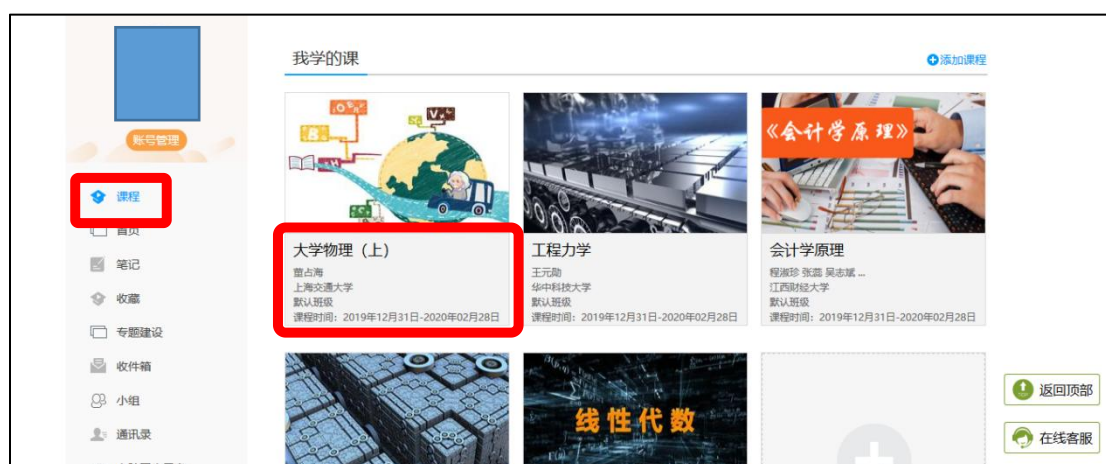 我学的课
添加课程
账号管理
课程
首页
笔记
收藏
专题建设
收件箱
小组
通讯录
大学物理（上）
董占海
上海交通大学
默认班级
课程时间：2019年12月31日-2020年02月28日
工程力学
王元勋
华中科技大学
默认班级
课程时间：2019年12月31日-2020年02月28日
《会计学原理》
会计学原理
程淑珍 张蕊 吴志斌 ...
江西财经大学
默认班级
课程时间：2019年12月31日-2020年02月28日
线性代数
返回顶部
在线客服